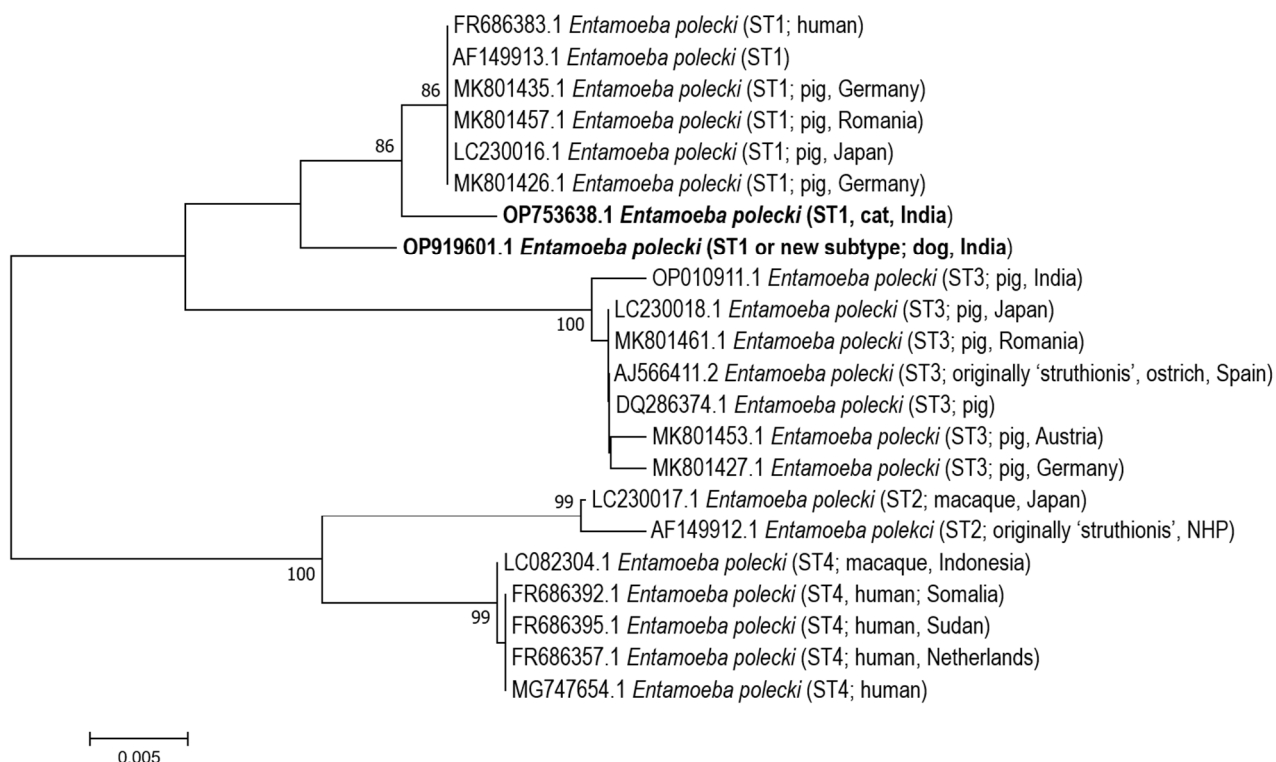 FR686383.1 Entamoeba polecki (ST1; human)
AF149913.1 Entamoeba polecki (ST1)
86
MK801435.1 Entamoeba polecki (ST1; pig, Germany)
MK801457.1 Entamoeba polecki (ST1; pig, Romania)
86
LC230016.1 Entamoeba polecki (ST1; pig, Japan)
MK801426.1 Entamoeba polecki (ST1; pig, Germany)
OP753638.1 Entamoeba polecki (ST1, cat, India)
OP919601.1 Entamoeba polecki (ST1 or new subtype; dog, India)
OP010911.1 Entamoeba polecki (ST3; pig, India)
LC230018.1 Entamoeba polecki (ST3; pig, Japan)
100
MK801461.1 Entamoeba polecki (ST3; pig, Romania)
AJ566411.2 Entamoeba polecki (ST3; originally ‘struthionis’, ostrich, Spain)
DQ286374.1 Entamoeba polecki (ST3; pig)
MK801453.1 Entamoeba polecki (ST3; pig, Austria)
MK801427.1 Entamoeba polecki (ST3; pig, Germany)
99
LC230017.1 Entamoeba polecki (ST2; macaque, Japan)
AF149912.1 Entamoeba polekci (ST2; originally ‘struthionis’, NHP)
LC082304.1 Entamoeba polecki (ST4; macaque, Indonesia)
100
FR686392.1 Entamoeba polecki (ST4, human; Somalia)
99
FR686395.1 Entamoeba polecki (ST4; human, Sudan)
FR686357.1 Entamoeba polecki (ST4; human, Netherlands)
MG747654.1 Entamoeba polecki (ST4; human)
0.005